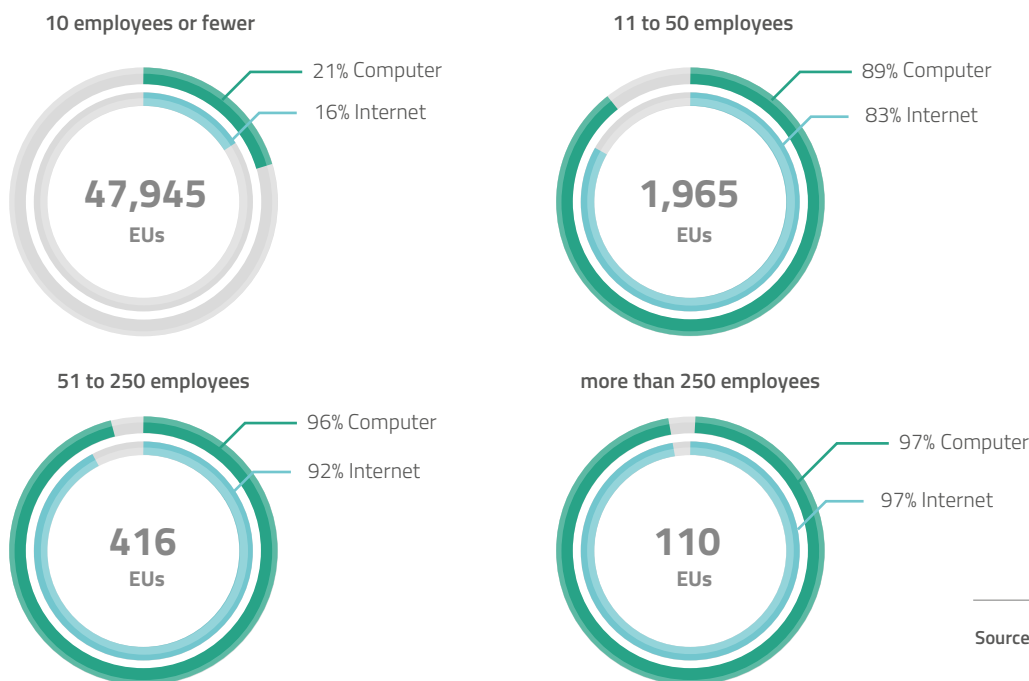 10 employees or fewer
21% Computer
16% Internet
47,945
EUs
11 to 50 employees
89% Computer
83% Internet
1,965
EUs
51 to 250 employees
96% Computer
92% Internet
416
EUs
more than 250 employees
97% Computer
97% Internet
110
EUs
Source